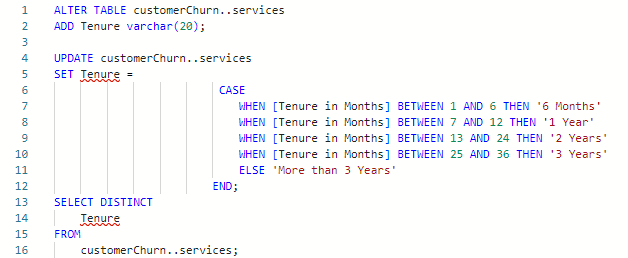 1 ALTER TABLE customerChurn..services
2 ADD Tenure varchar(20);
3
4 UPDATE customerChurn..services
5 SET Tenure =
6 CASE
7 WHEN [Tenure in Months] BETWEEN 1 AND 6 THEN '6 Months'
8 WHEN [Tenure in Months] BETWEEN 7 AND 12 THEN '1 Year'
9 WHEN [Tenure in Months] BETWEEN 13 AND 24 THEN '2 Years'
10 WHEN [Tenure in Months] BETWEEN 25 AND 36 THEN '3 Years'
11 ELSE 'More than 3 Years'
12 END;
13 SELECT DISTINCT
14 Tenure
15 FROM
16 customerChurn..services;